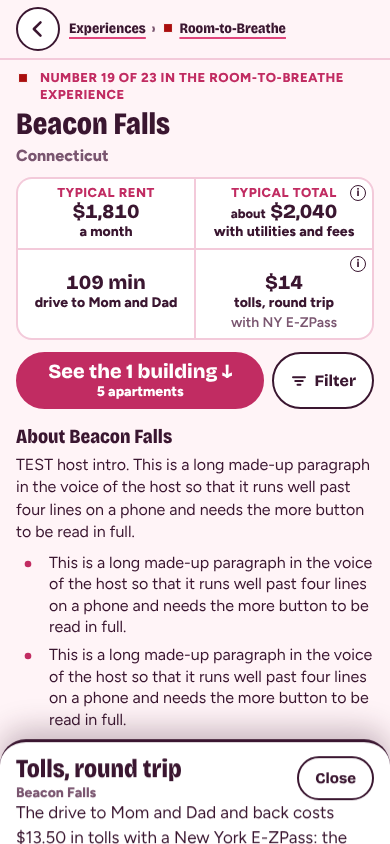 Experiences › Room-to-Breathe
NUMBER 19 OF 23 IN THE ROOM-TO-BREATHE
EXPERIENCE
Beacon Falls
Connecticut
TYPICAL RENT
$1,810
a month
TYPICAL TOTAL
about $2,040
with utilities and fees
109 min
drive to Mom and Dad
$14
tolls, round trip
with NY E-ZPass
See the 1 building ↓
5 apartments
Filter
About Beacon Falls
TEST host intro. This is a long made-up paragraph
in the voice of the host so that it runs well past
four lines on a phone and needs the more button
to be read in full.
• This is a long made-up paragraph in the voice
of the host so that it runs well past four lines
on a phone and needs the more button to be
read in full.
• This is a long made-up paragraph in the voice
of the host so that it runs well past four lines
on a phone and needs the more button to be
read in full.
Tolls, round trip
Beacon Falls
Close
The drive to Mom and Dad and back costs
$13.50 in tolls with a New York E-ZPass: the